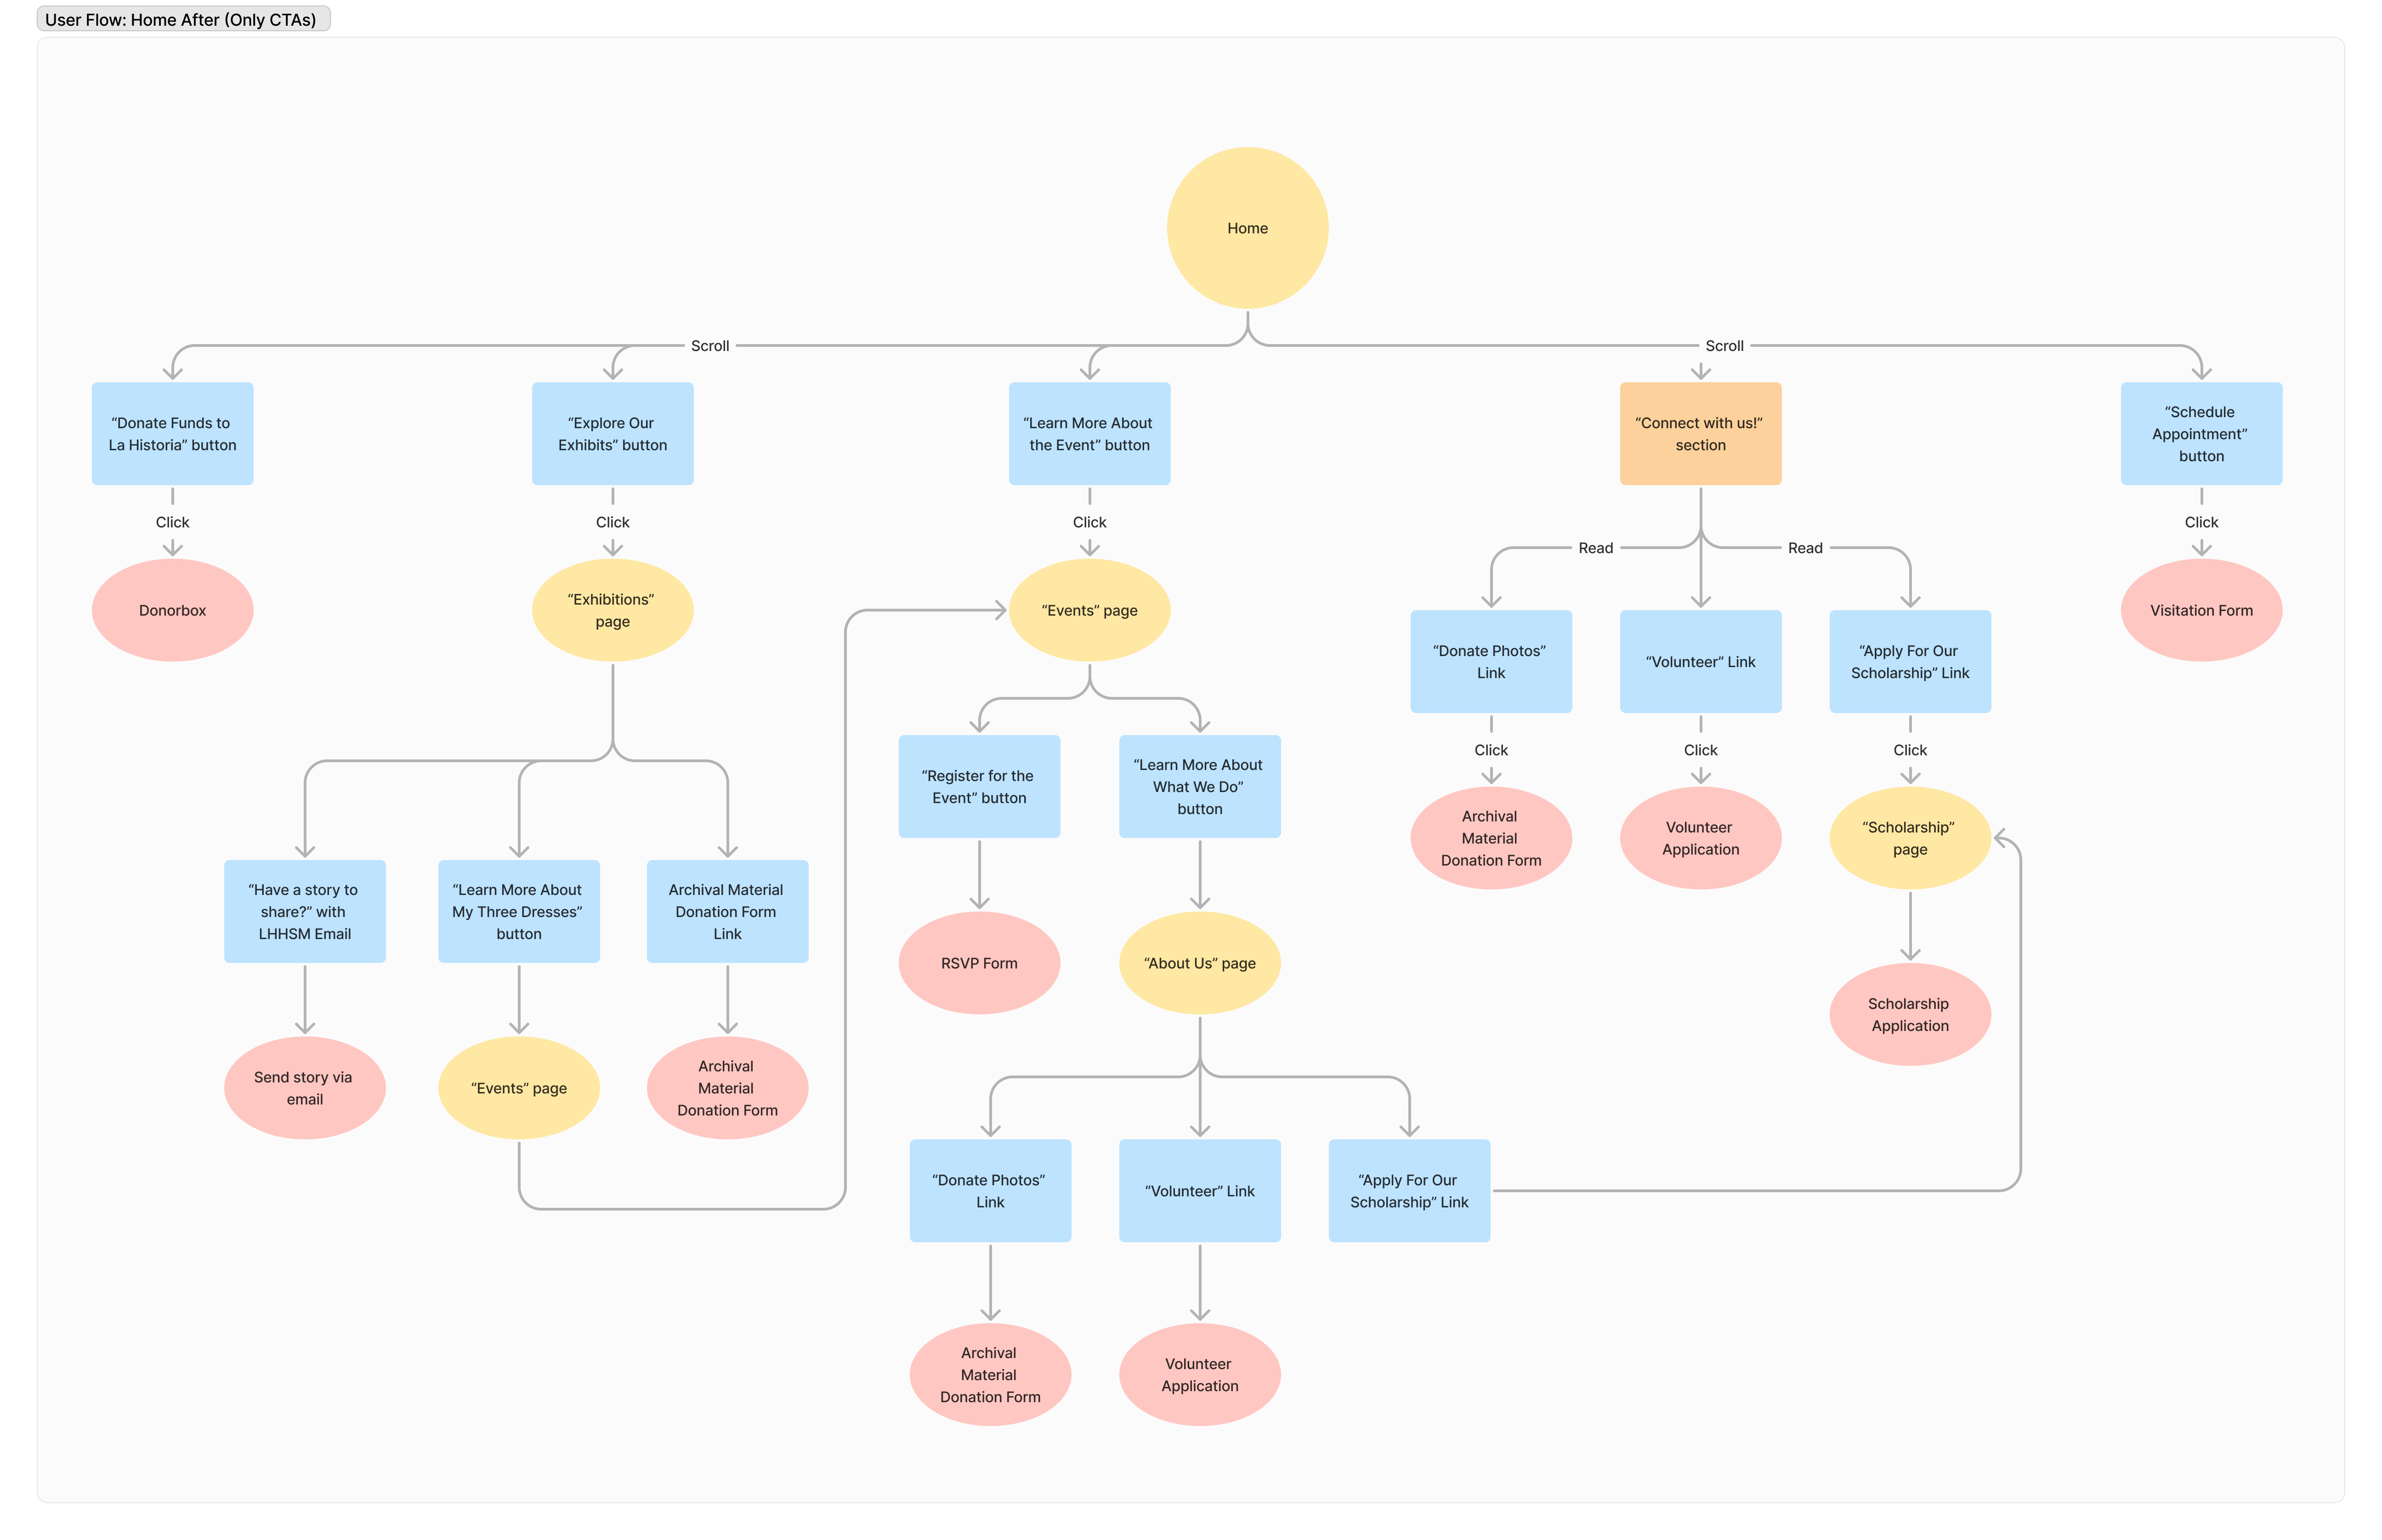 User Flow: Home After (Only CTAs)
Home
Scroll
Scroll
“Donate Funds to
La Historia” button
“Explore Our
Exhibits” button
“Learn More About
the Event” button
“Connect with us!”
section
“Schedule
Appointment”
button
Click
Click
Click
Click
Read
Read
Donorbox
“Exhibitions”
page
“Events” page
Visitation Form
“Donate Photos”
Link
“Volunteer” Link
“Apply For Our
Scholarship” Link
Click
Click
Click
“Register for the
Event” button
“Learn More About
What We Do”
button
Archival
Material
Donation Form
Volunteer
Application
“Scholarship”
page
“Have a story to
share?” with
LHHSM Email
“Learn More About
My Three Dresses”
button
Archival Material
Donation Form
Link
RSVP Form
“About Us” page
Scholarship
Application
Send story via
email
“Events” page
Archival
Material
Donation Form
“Donate Photos”
Link
“Volunteer” Link
“Apply For Our
Scholarship” Link
Archival
Material
Donation Form
Volunteer
Application